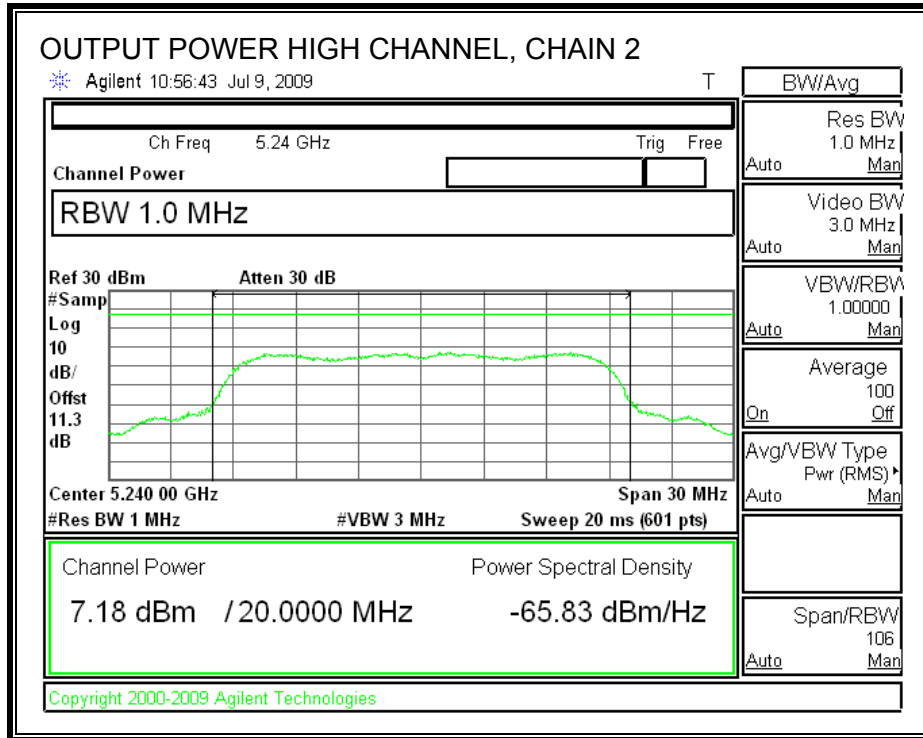 OUTPUT POWER HIGH CHANNEL, CHAIN 2
Agilent 10:56:43 Jul 9, 2009 T
Ch Freq 5.24 GHz Trig Free
Channel Power
RBW 1.0 MHz
Ref 30 dBm Atten 30 dB
#Samp
Log
10
dB/
Offst
11.3
dB
Center 5.240 00 GHz Span 30 MHz
#Res BW 1 MHz #VBW 3 MHz Sweep 20 ms (601 pts)
Channel Power Power Spectral Density
7.18 dBm / 20.0000 MHz -65.83 dBm/Hz
Copyright 2000-2009 Agilent Technologies
BW/Avg
Res BW
1.0 MHz
Auto Man
Video BW
3.0 MHz
Auto Man
VBW/RBW
1.00000
Auto Man
Average
100
On Off
Avg/VBW Type
Pwr (RMS)
Auto Man
Span/RBW
106
Auto Man